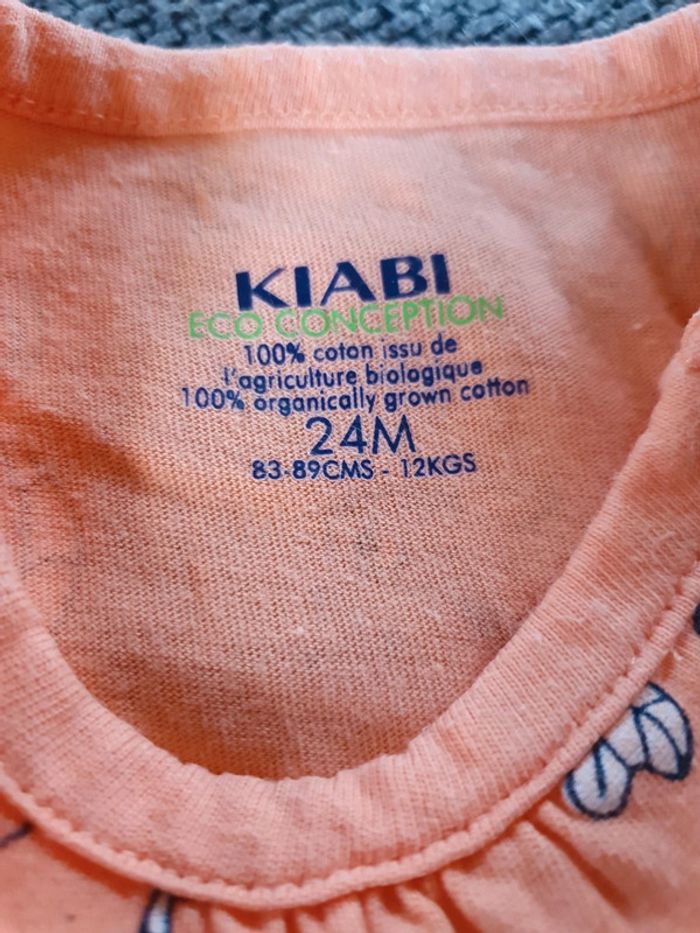 KIABI
ECO CONCEPTION
100% coton issu de
l'agriculture biologique
100% organically grown cotton
24M
83-89CMS - 12KGS